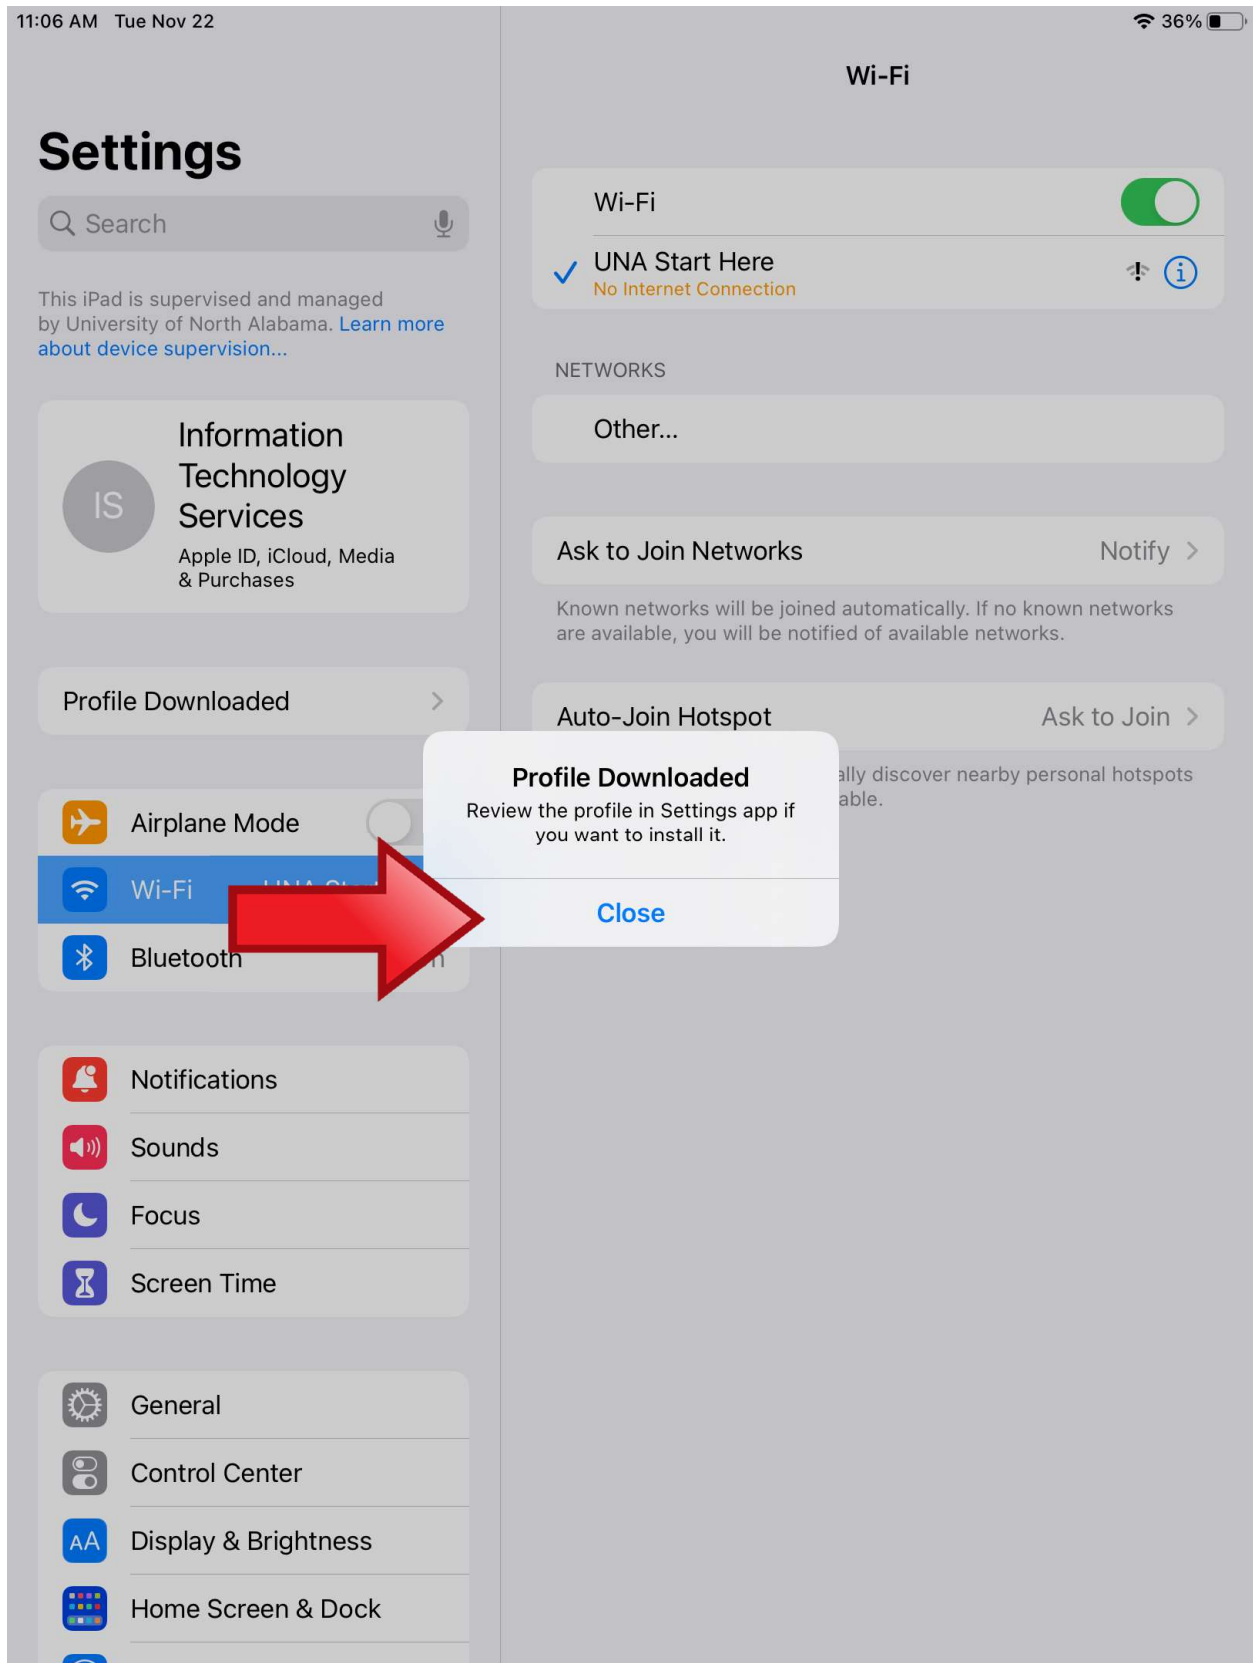 11:06 AM Tue Nov 22
36%
Settings
Search
This iPad is supervised and managed
by University of North Alabama. Learn more
about device supervision...
IS
Information
Technology
Services
Apple ID, iCloud, Media
& Purchases
Profile Downloaded
Airplane Mode
Wi-Fi
Bluetooth
Notifications
Sounds
Focus
Screen Time
General
Control Center
AA
Display & Brightness
Home Screen & Dock
Wi-Fi
Wi-Fi
UNA Start Here
No Internet Connection
NETWORKS
Other...
Ask to Join Networks Notify
Known networks will be joined automatically. If no known networks
are available, you will be notified of available networks.
Auto-Join Hotspot Ask to Join
discover nearby personal hotspots
Profile Downloaded
Review the profile in Settings app if
you want to install it.
Close